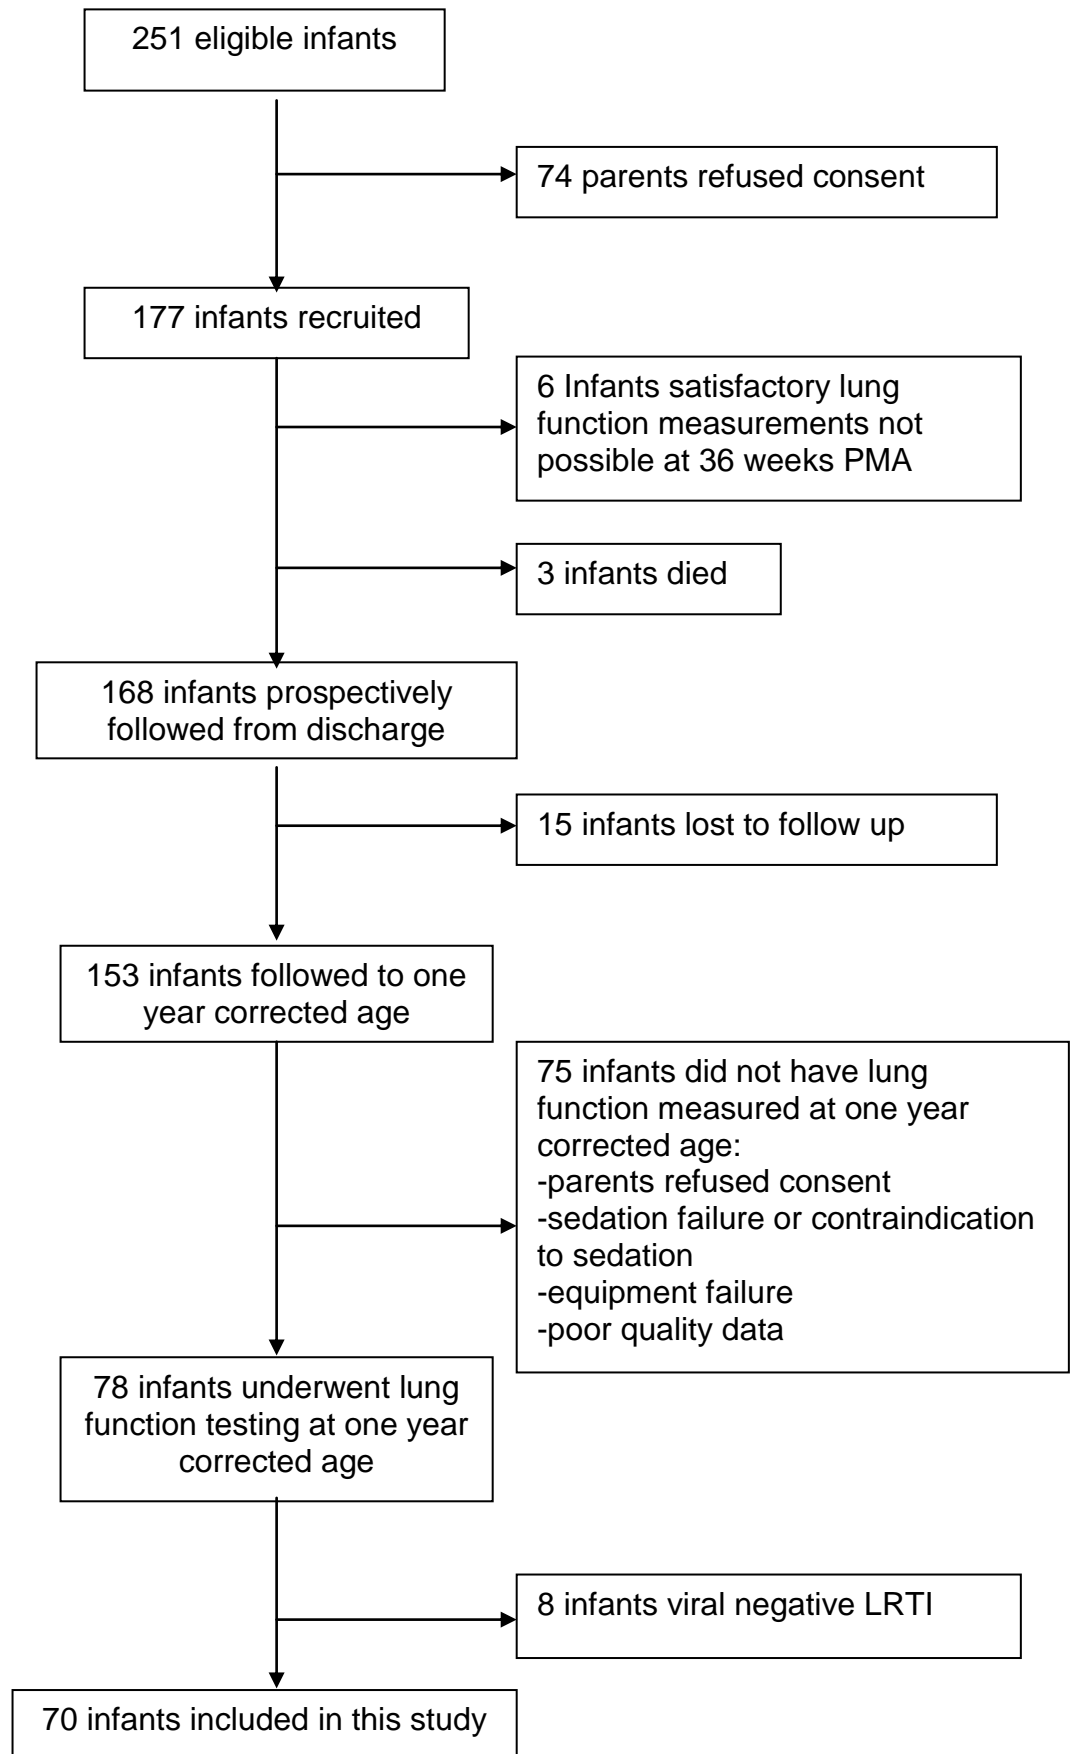 251 eligible infants
74 parents refused consent
177 infants recruited
6 Infants satisfactory lung
function measurements not
possible at 36 weeks PMA
3 infants died
168 infants prospectively
followed from discharge
15 infants lost to follow up
153 infants followed to one
year corrected age
75 infants did not have lung
function measured at one year
corrected age:
-parents refused consent
-sedation failure or contraindication
to sedation
-equipment failure
-poor quality data
78 infants underwent lung
function testing at one year
corrected age
8 infants viral negative LRTI
70 infants included in this study